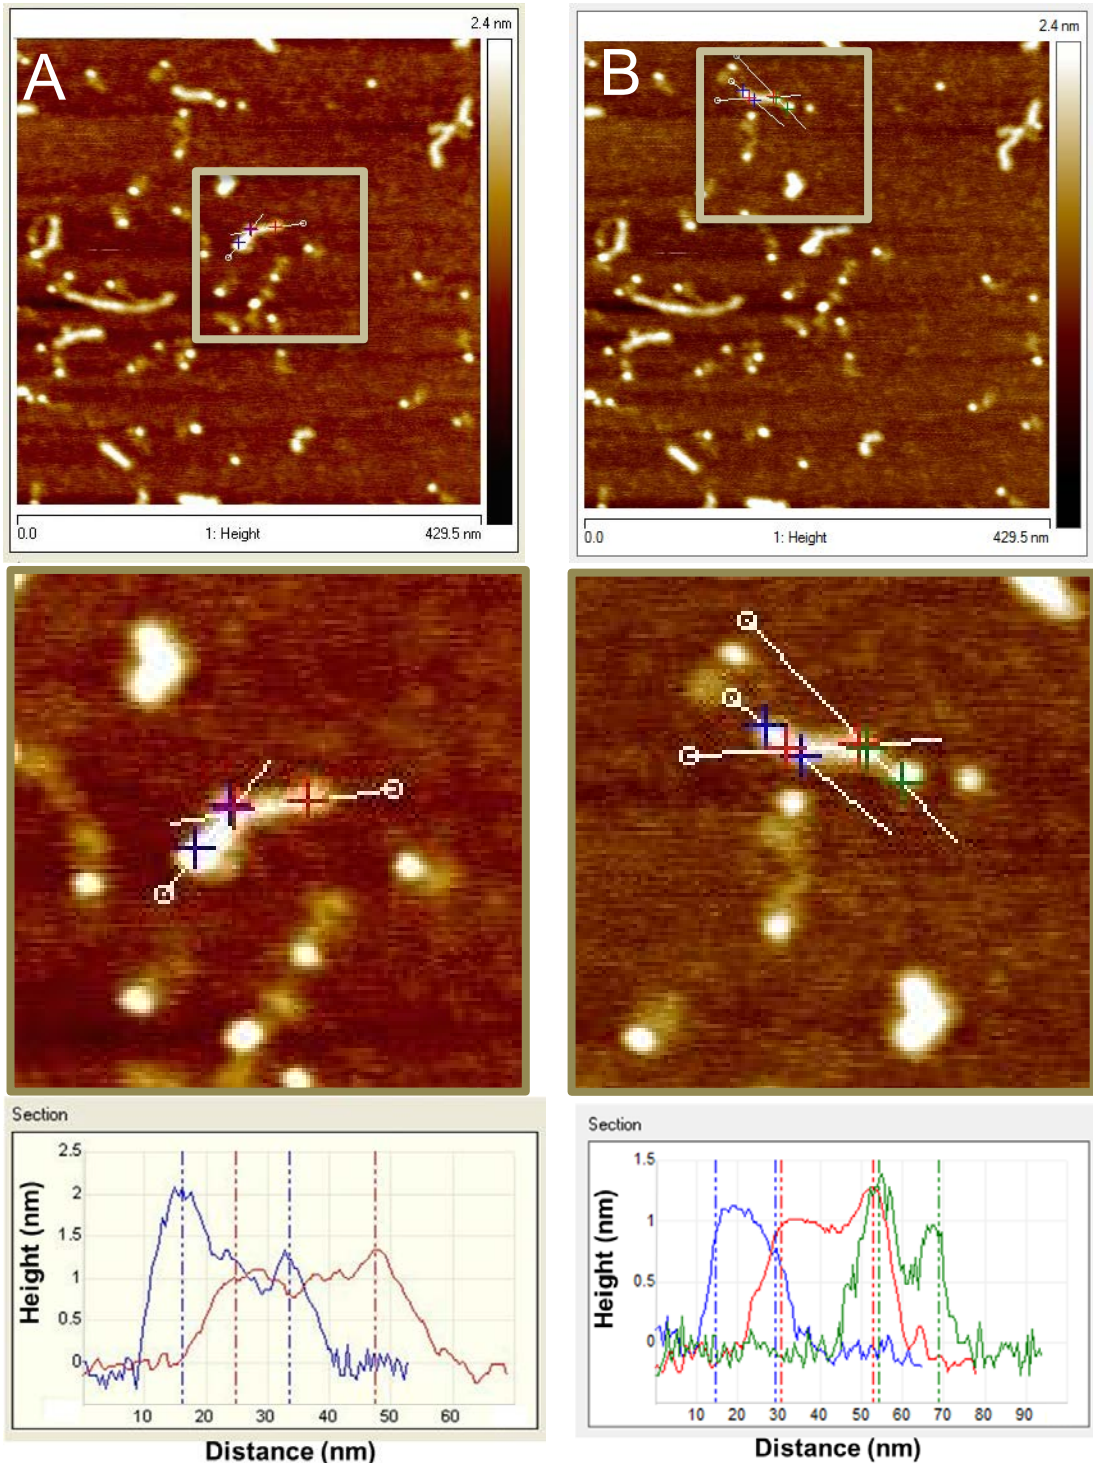 A
2.4 nm
0.0
1: Height
429.5 nm
B
2.4 nm
0.0
1: Height
429.5 nm
Section
Height (nm)
2.5
2
1.5
1
0.5
0
10 20 30 40 50 60
Distance (nm)
Section
Height (nm)
1.5
1
0.5
0
10 20 30 40 50 60 70 80 90
Distance (nm)